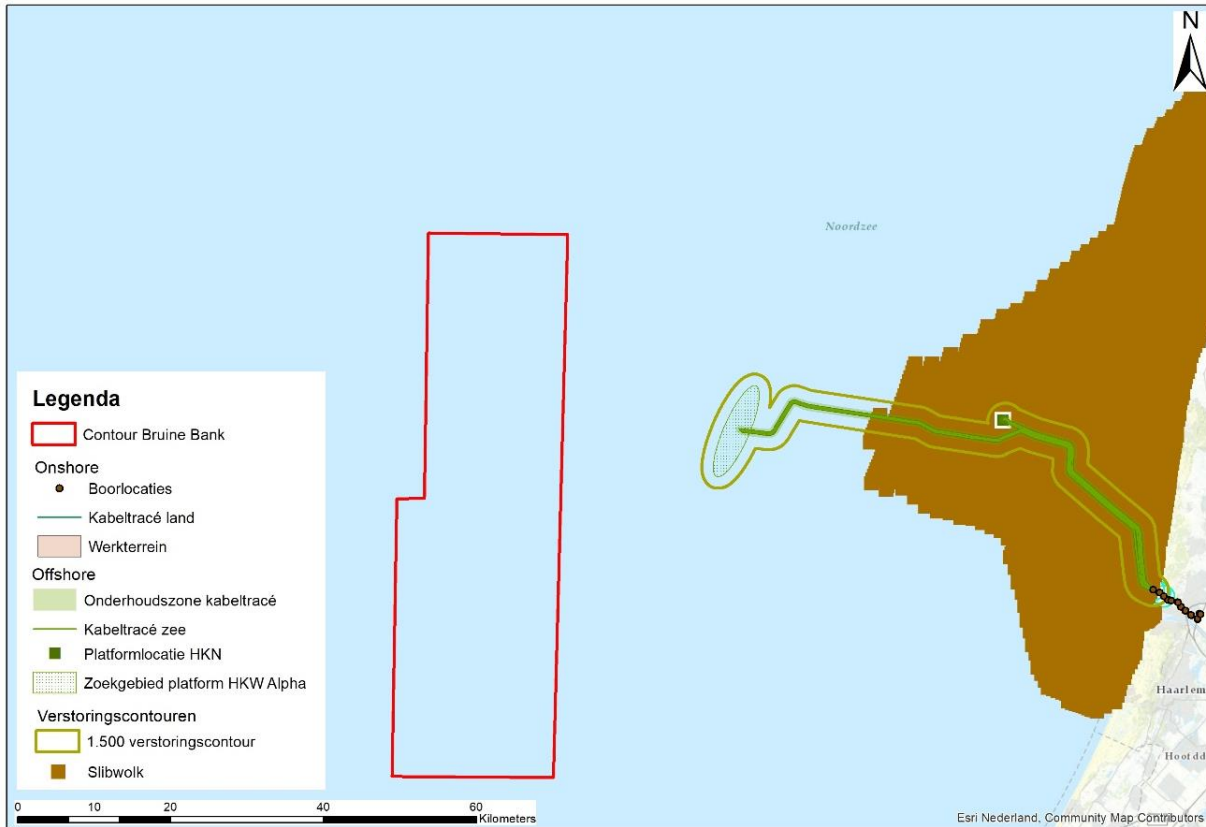 N
Noordzee
Legenda
Contour Bruine Bank
Onshore
Boorlocaties
Kabeltracé land
Werkterrein
Offshore
Onderhoudszone kabeltracé
Kabeltracé zee
Platformlocatie HKN
Zoekgebied platform HKW Alpha
Verstoringscontouren
1.500 verstoringscontour
Slibwolk
Haarlem
Hoofdd
0 10 20 40 60
Kilometers
Esri Nederland, Community Map Contributors